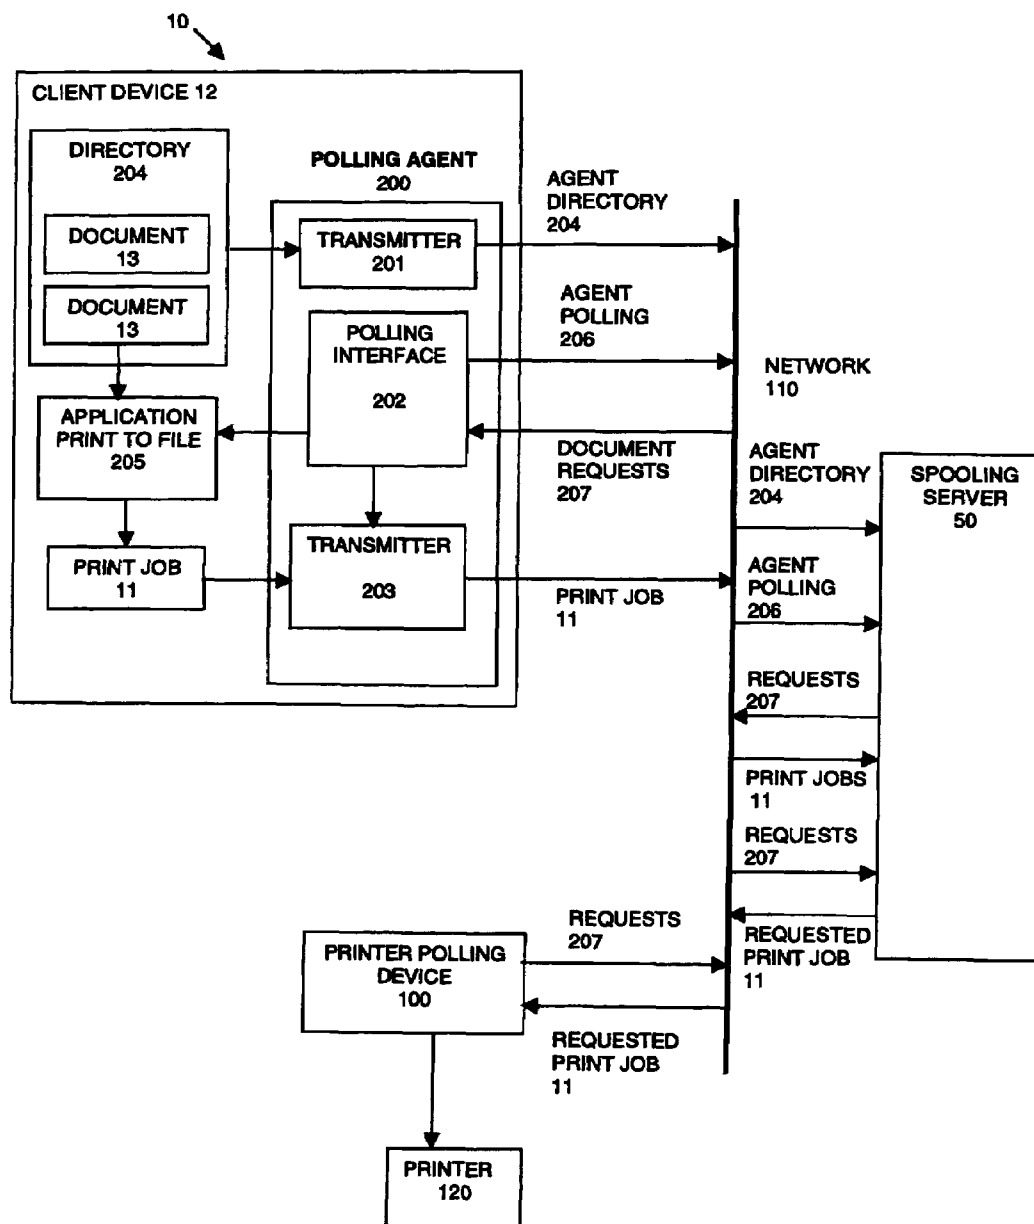 10
CLIENT DEVICE 12
DIRECTORY
204
DOCUMENT
13
DOCUMENT
13
APPLICATION
PRINT TO FILE
205
PRINT JOB
11
POLLING AGENT
200
TRANSMITTER
201
POLLING
INTERFACE
202
TRANSMITTER
203
AGENT
DIRECTORY
204
AGENT
POLLING
206
DOCUMENT
REQUESTS
207
PRINT JOB
11
NETWORK
110
AGENT
DIRECTORY
204
AGENT
POLLING
206
REQUESTS
207
PRINT JOBS
11
REQUESTS
207
REQUESTED
PRINT JOB
11
SPOOLING
SERVER
50
PRINTER POLLING
DEVICE
100
REQUESTS
207
REQUESTED
PRINT JOB
11
PRINTER
120